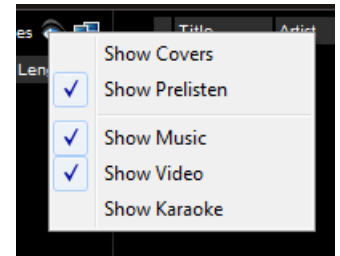 es Title Artist
Len
Show Covers
Show Prelisten
Show Music
Show Video
Show Karaoke